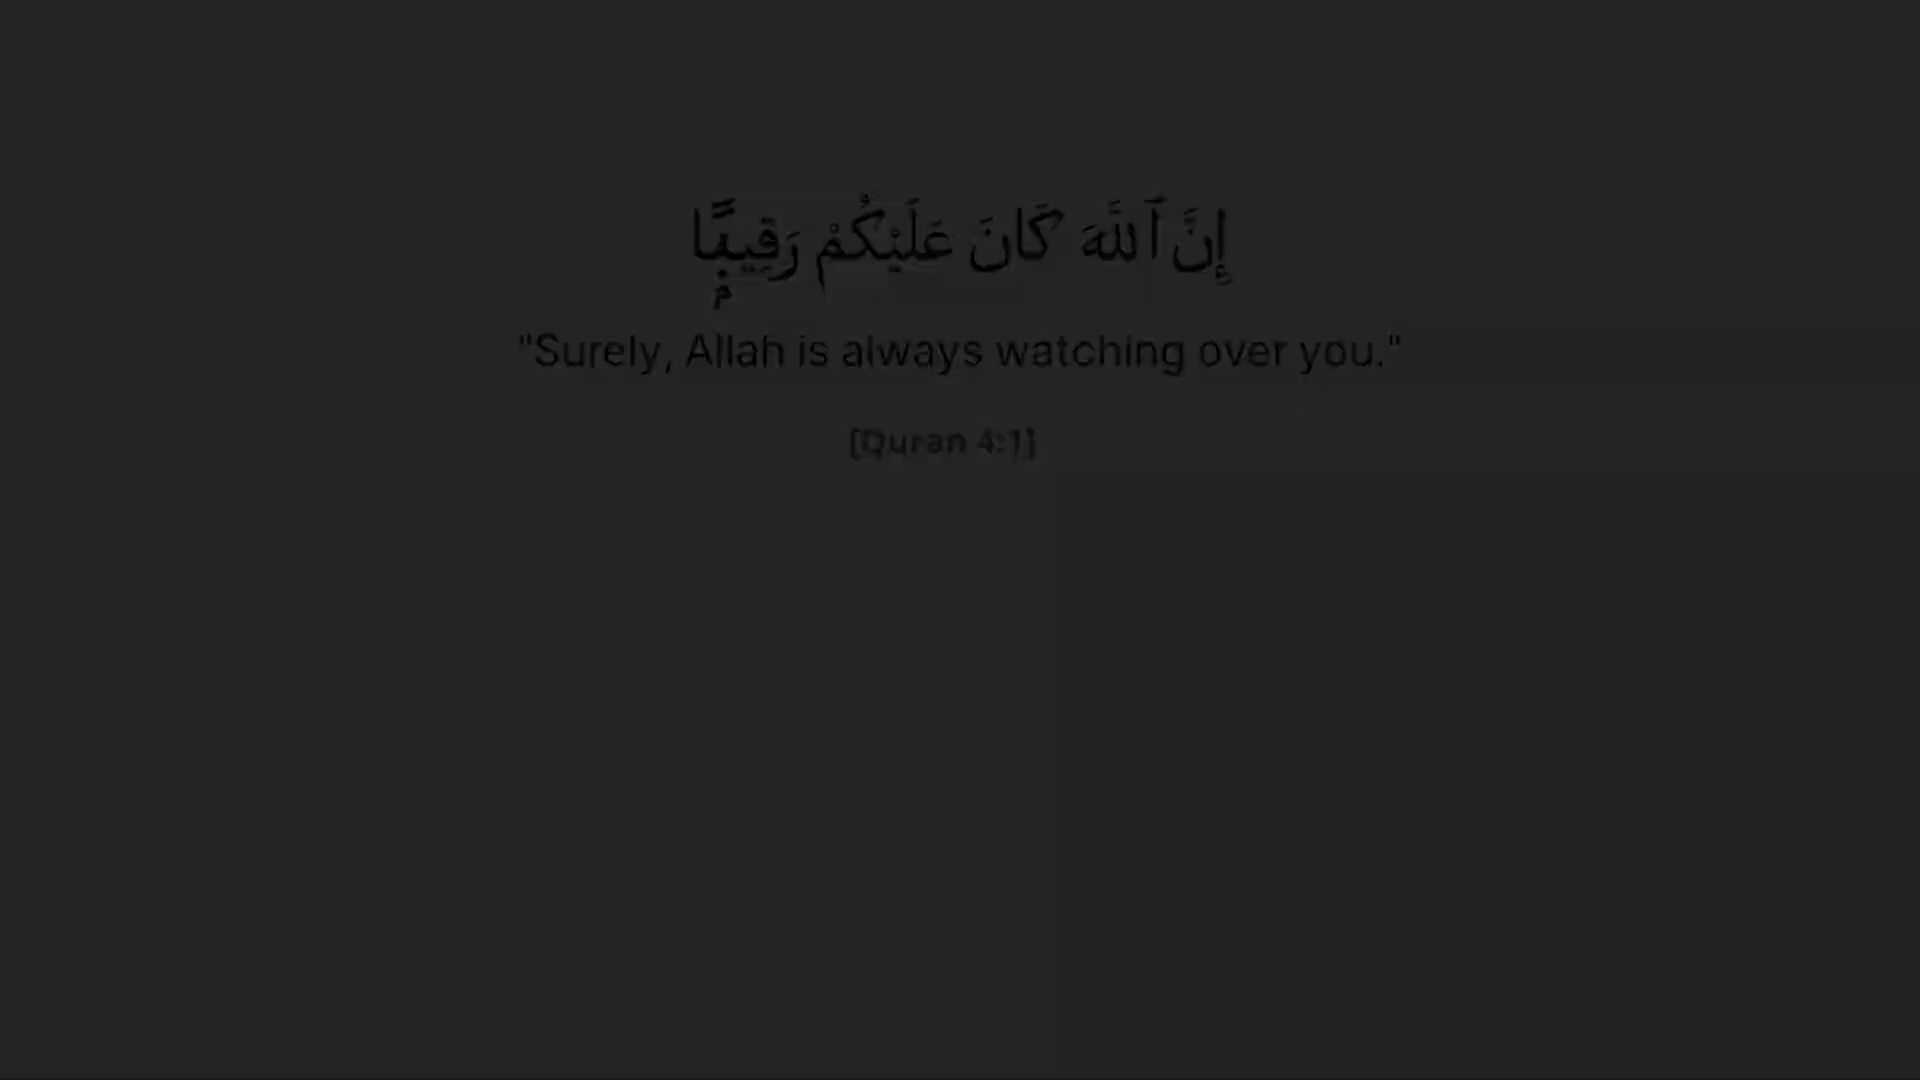 إِنَّ ٱللَّهَ كَانَ عَلَيْكُمْ رَقِيبًۭا
"Surely, Allah is always watching over you."
[Quran 4:1]